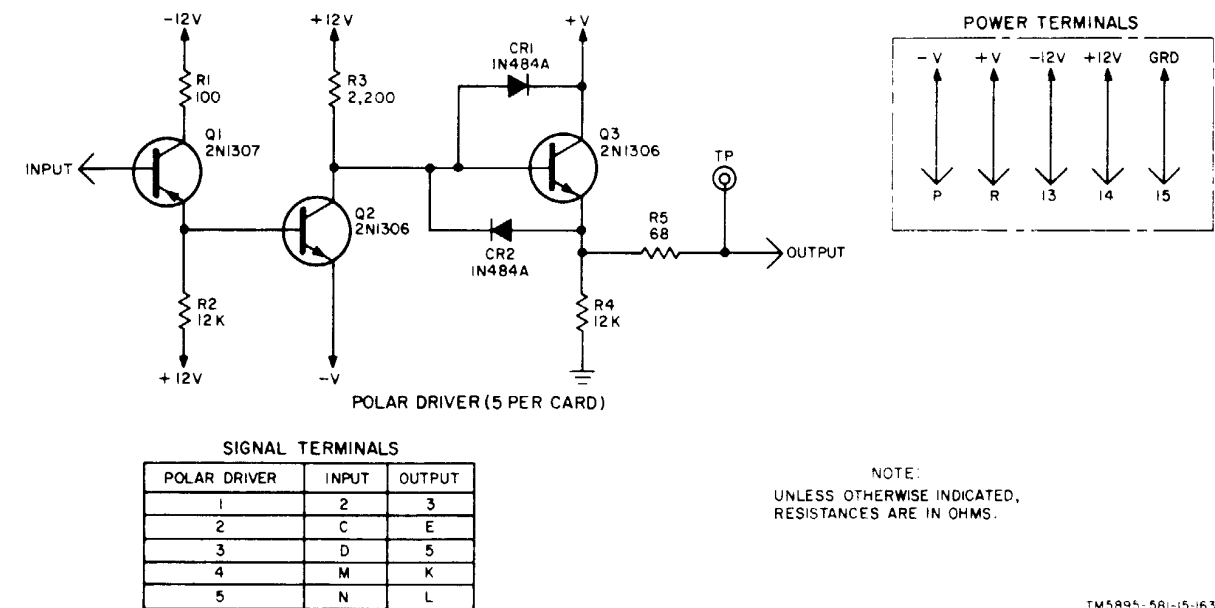 -12V
+12V
+V
R1
100
R3
2,200
CR1
1N484A
Q1
2N1307
Q3
2N1306
INPUT
TP
Q2
2N1306
R5
68
OUTPUT
CR2
1N484A
R2
12K
R4
12K
+12V
-V
POLAR DRIVER (5 PER CARD)
POWER TERMINALS
-V +V -12V +12V GRD
P R 13 14 15
SIGNAL TERMINALS
POLAR DRIVER INPUT OUTPUT
1 2 3
2 C E
3 D 5
4 M K
5 N L
NOTE:
UNLESS OTHERWISE INDICATED,
RESISTANCES ARE IN OHMS.
TM5895-581-15-163